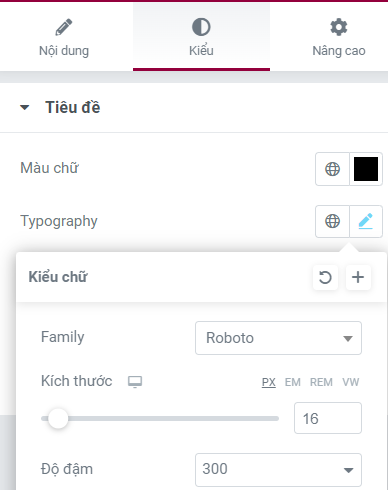 Nội dung Kiểu Nâng cao
Tiêu đề
Màu chữ
Typography
Kiểu chữ
Family Roboto
Kích thước PX EM REM VW
16
Độ đậm 300